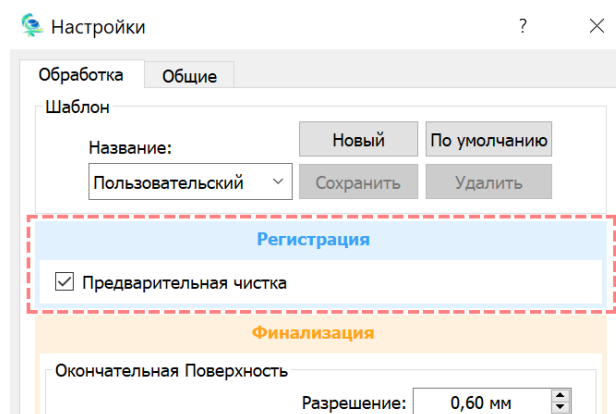 Настройки ?
Обработка Общие
Шаблон
Название: Новый По умолчанию
Пользовательский Сохранить Удалить
Регистрация
Предварительная чистка
Финализация
Окончательная Поверхность
Разрешение: 0,60 мм